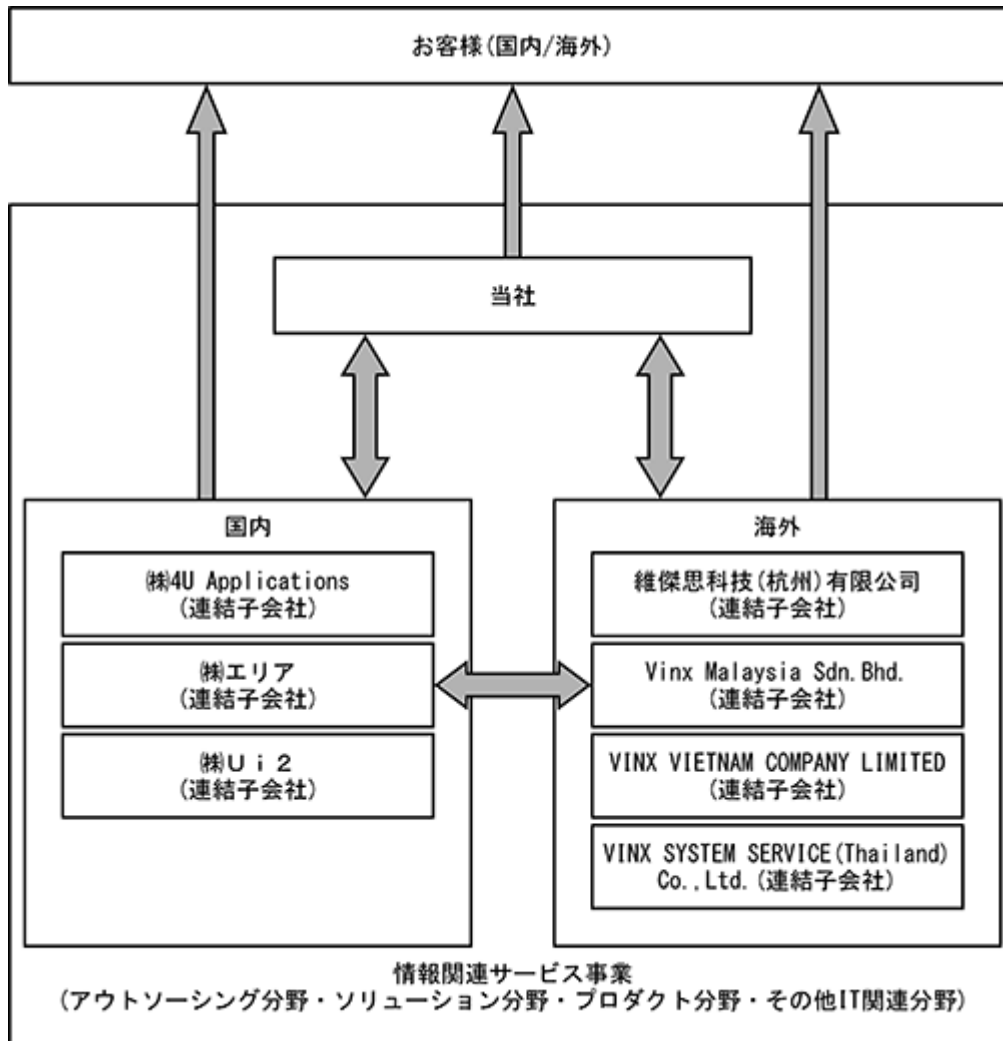 お客様(国内/海外)
当社
国内
㈱4U Applications
(連結子会社)
㈱エリア
(連結子会社)
㈱Ｕｉ２
(連結子会社)
海外
維傑思科技(杭州)有限公司
(連結子会社)
Vinx Malaysia Sdn.Bhd.
(連結子会社)
VINX VIETNAM COMPANY LIMITED
(連結子会社)
VINX SYSTEM SERVICE(Thailand)
Co.,Ltd.(連結子会社)
情報関連サービス事業
(アウトソーシング分野・ソリューション分野・プロダクト分野・その他IT関連分野)